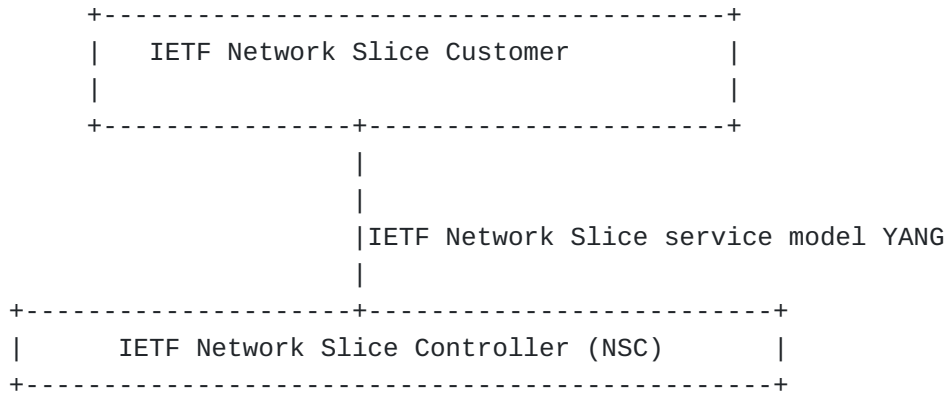 IETF Network Slice Customer
IETF Network Slice service model YANG
IETF Network Slice Controller (NSC)